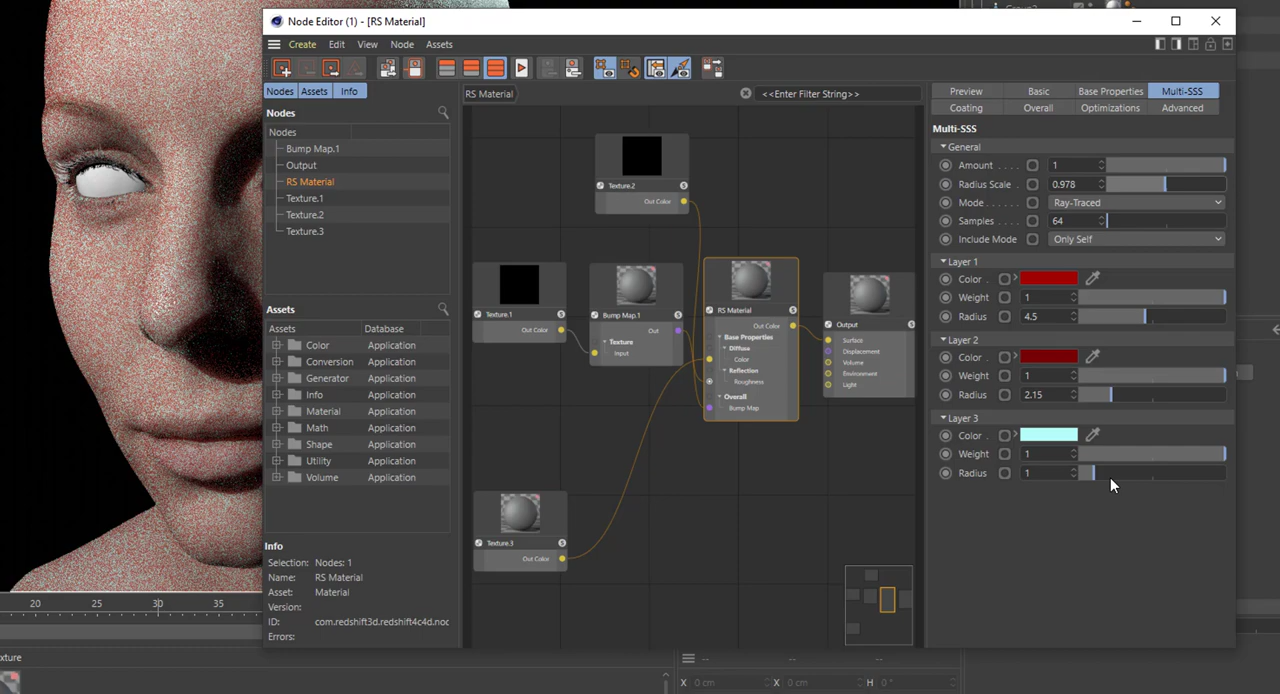 Node Editor (1) - [RS Material]
Create Edit View Node Assets
Nodes Assets Info
RS Material
<<Enter Filter String>>
Nodes
Nodes
Bump Map.1
Output
RS Material
Texture.1
Texture.2
Texture.3
Assets
Assets Database
Color Application
Conversion Application
Generator Application
Info Application
Material Application
Math Application
Shape Application
Utility Application
Volume Application
Info
Selection: Nodes: 1
Name: RS Material
Asset: Material
Version:
ID: com.redshift3d.redshift4c4d.noc
Errors:
Texture.2
Out Color
Texture.1
Out Color
Bump Map.1
Out
Texture
Input
RS Material
Out Color
Base Properties
Diffuse
Color
Reflection
Roughness
Overall
Bump Map
Output
Surface
Displacement
Volume
Environment
Light
Texture.3
Out Color
Preview Basic Base Properties Multi-SSS
Coating Overall Optimizations Advanced
Multi-SSS
General
Amount . . . . 1
Radius Scale . 0.978
Mode . . . . . . Ray-Traced
Samples . . . 64
Include Mode Only Self
Layer 1
Color .
Weight 1
Radius 4.5
Layer 2
Color .
Weight 1
Radius 2.15
Layer 3
Color .
Weight 1
Radius 1
20 25 30 35
xture
-- -- --
X 0 cm X 0 cm H 0 °